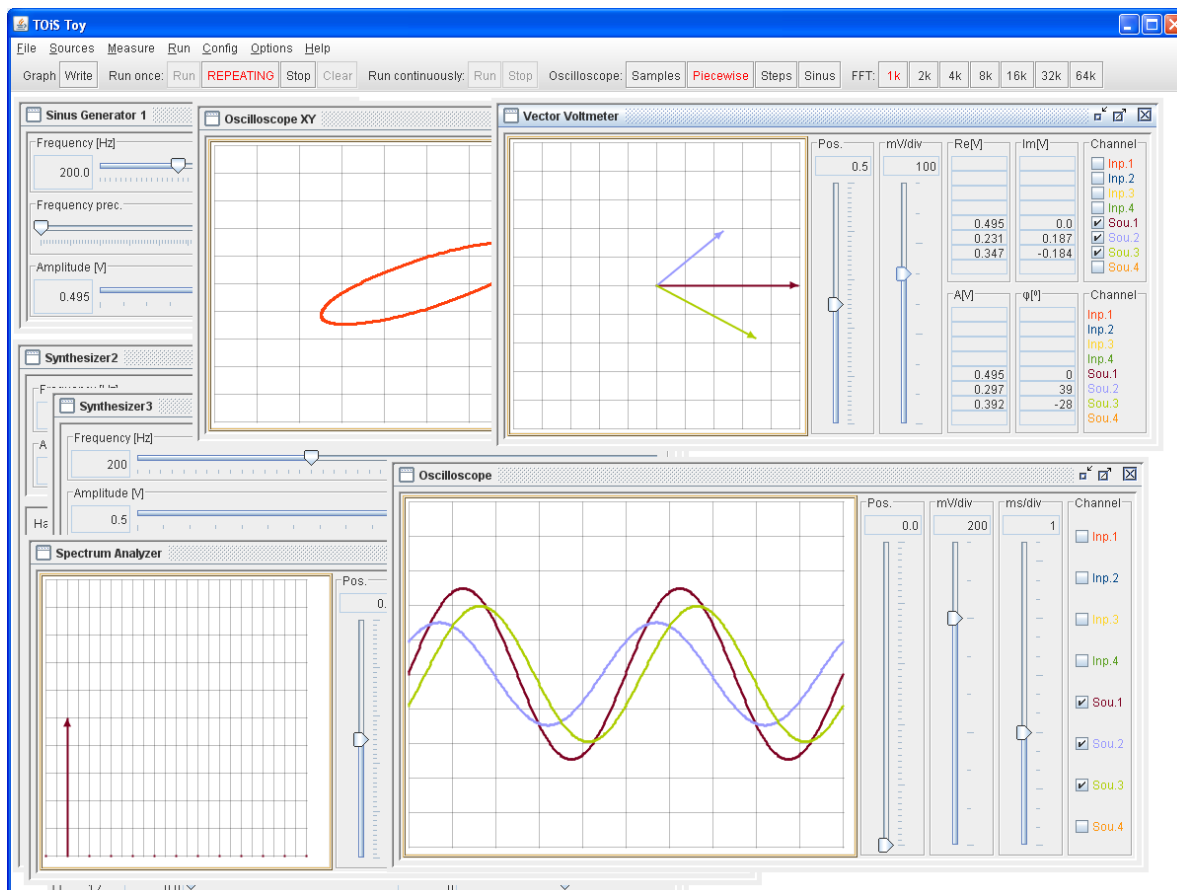 TOiS Toy
File Sources Measure Run Config Options Help
Graph Write Run once: Run REPEATING Stop Clear Run continuously: Run Stop Oscilloscope: Samples Piecewise Steps Sinus FFT: 1k 2k 4k 8k 16k 32k 64k
Sinus Generator 1
Frequency [Hz]
200.0
Frequency prec.
Amplitude [V]
0.495
Oscilloscope XY
Vector Voltmeter
Pos. mV/div Re[V] Im[V] Channel
0.5 100
Inp.1
Inp.2
Inp.3
Inp.4
0.495 0.0 Sou.1
0.231 0.187 Sou.2
0.347 -0.184 Sou.3
Sou.4
A[V] φ[º] Channel
Inp.1
Inp.2
Inp.3
Inp.4
0.495 0 Sou.1
0.297 39 Sou.2
0.392 -28 Sou.3
Sou.4
Synthesizer2
A
Synthesizer3
Frequency [Hz]
200
Amplitude [V]
0.5
Ha
Spectrum Analyzer
Pos.
0.
Oscilloscope
Pos. mV/div ms/div Channel
0.0 200 1
Inp.1
Inp.2
Inp.3
Inp.4
Sou.1
Sou.2
Sou.3
Sou.4